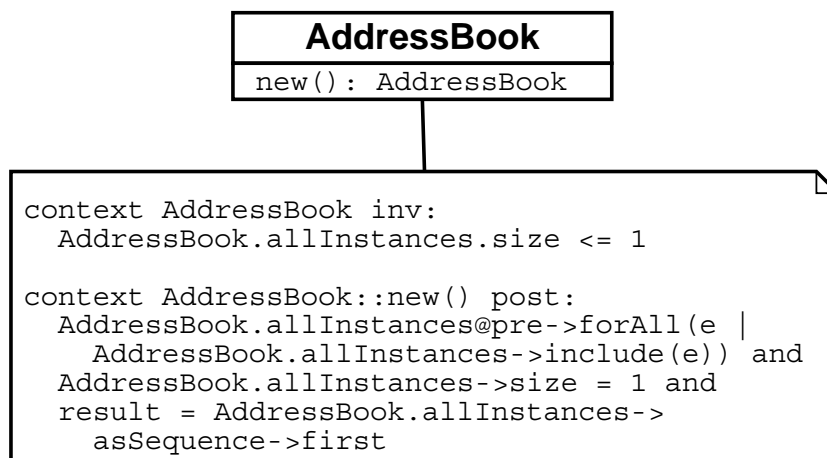 AddressBook
new(): AddressBook
context AddressBook inv:
AddressBook.allInstances.size <= 1
context AddressBook::new() post:
AddressBook.allInstances@pre->forAll(e |
AddressBook.allInstances->include(e)) and
AddressBook.allInstances->size = 1 and
result = AddressBook.allInstances->
asSequence->first